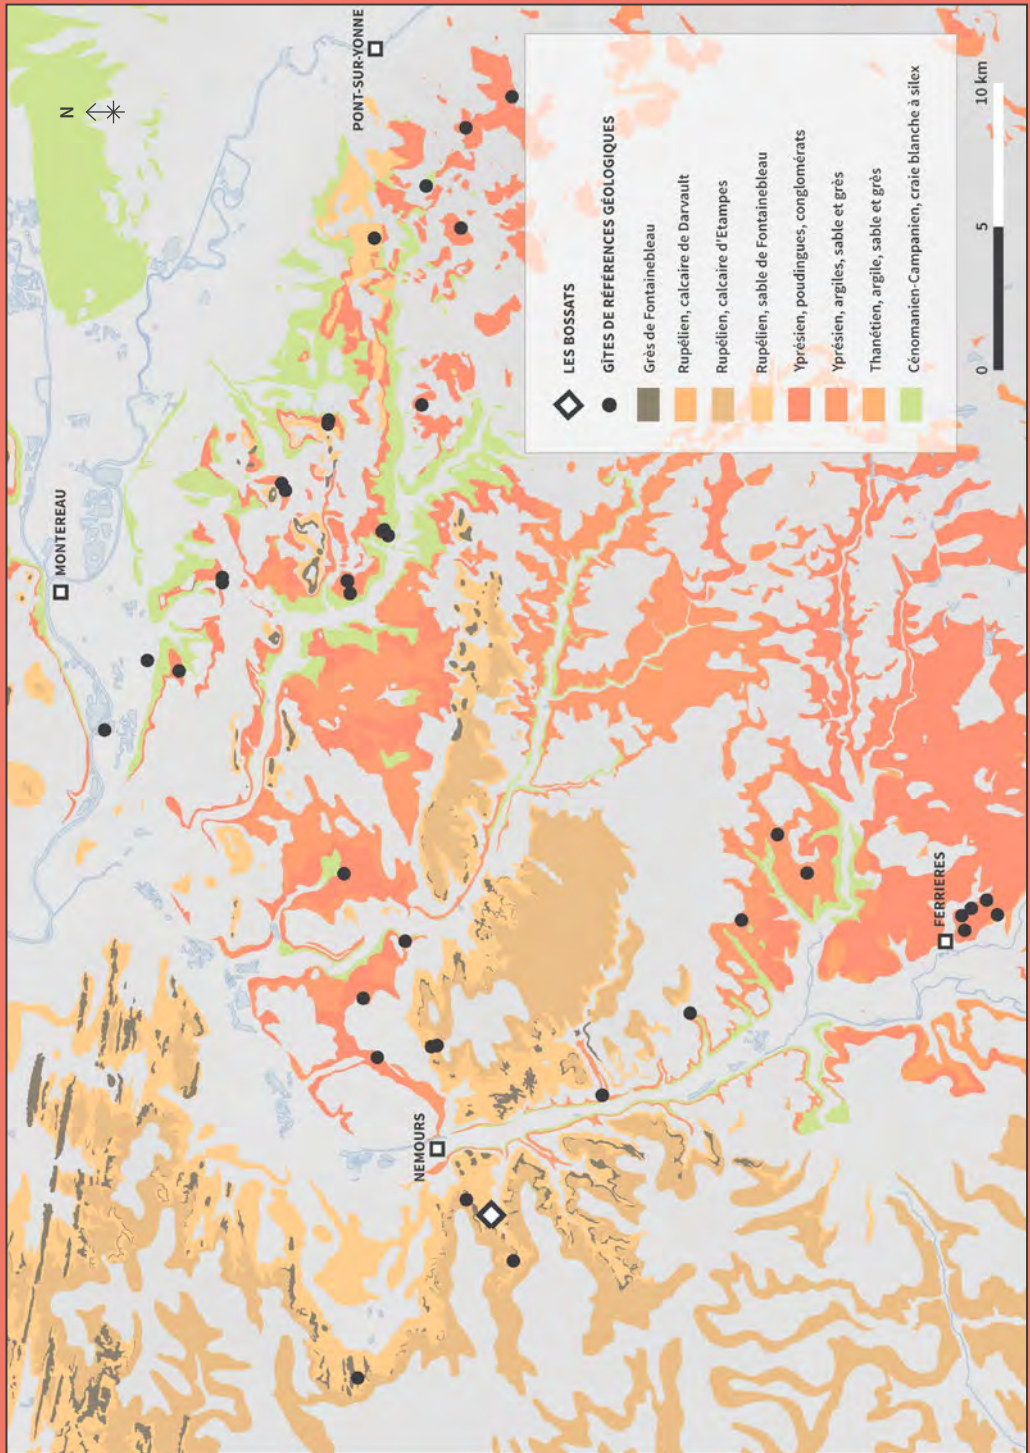 N
MONTEREAU
PONT-SUR-YONNE
NEMOURS
FERRIERES
LES BOSSATS
GÎTES DE RÉFÉRENCES GÉOLOGIQUES
Grès de Fontainebleau
Rupélien, calcaire de Darvault
Rupélien, calcaire d'Etampes
Rupélien, sable de Fontainebleau
Yprésien, poudingues, conglomérats
Yprésien, argiles, sable et grès
Thanétien, argile, sable et grès
Cénomanien-Campanien, craie blanche à silex
0 5 10 km